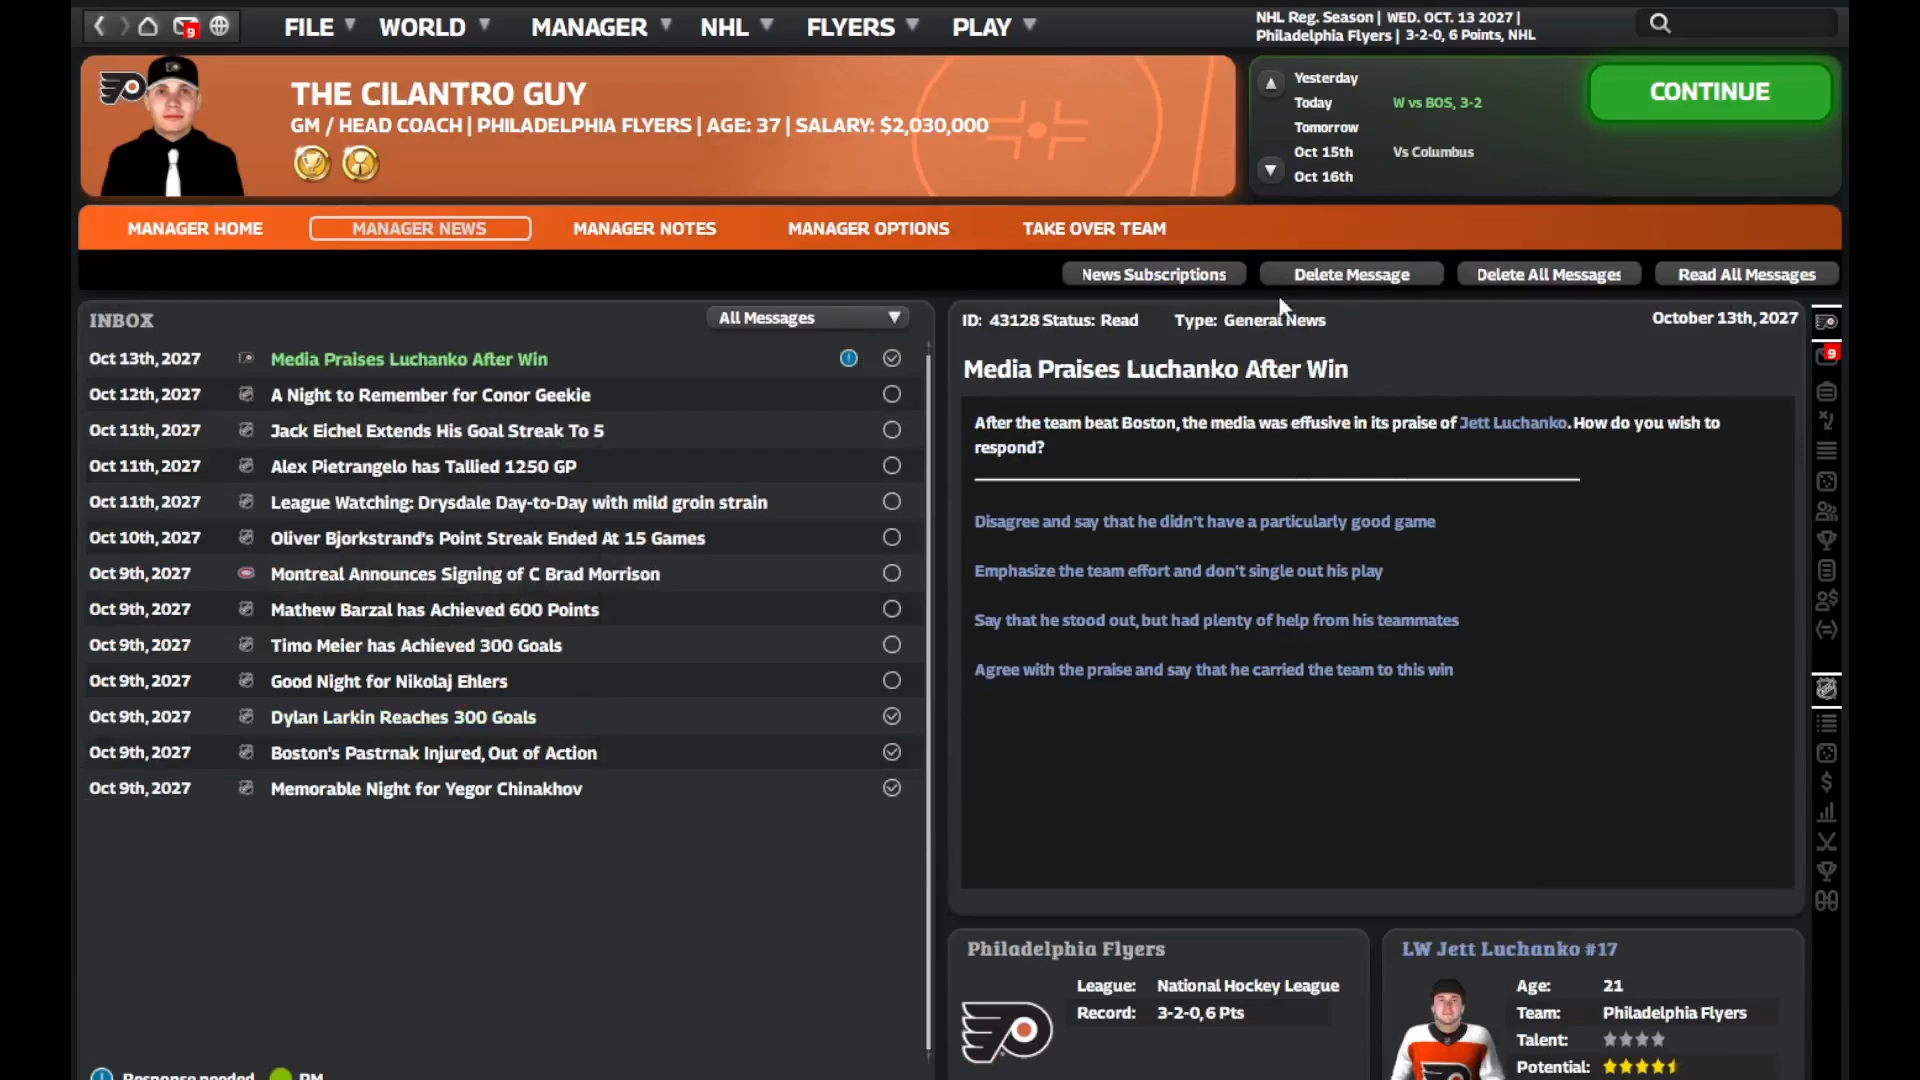 FILE WORLD MANAGER NHL FLYERS PLAY
NHL Reg. Season | WED. OCT. 13 2027 |
Philadelphia Flyers | 3-2-0, 6 Points, NHL
9
THE CILANTRO GUY
GM / HEAD COACH | PHILADELPHIA FLYERS | AGE: 37 | SALARY: $2,030,000
Yesterday
Today W vs BOS, 3-2
Tomorrow
Oct 15th Vs Columbus
Oct 16th
CONTINUE
MANAGER HOME MANAGER NEWS MANAGER NOTES MANAGER OPTIONS TAKE OVER TEAM
News Subscriptions Delete Message Delete All Messages Read All Messages
INBOX All Messages
Oct 13th, 2027 Media Praises Luchanko After Win
Oct 12th, 2027 A Night to Remember for Conor Geekie
Oct 11th, 2027 Jack Eichel Extends His Goal Streak To 5
Oct 11th, 2027 Alex Pietrangelo has Tallied 1250 GP
Oct 11th, 2027 League Watching: Drysdale Day-to-Day with mild groin strain
Oct 10th, 2027 Oliver Bjorkstrand's Point Streak Ended At 15 Games
Oct 9th, 2027 Montreal Announces Signing of C Brad Morrison
Oct 9th, 2027 Mathew Barzal has Achieved 600 Points
Oct 9th, 2027 Timo Meier has Achieved 300 Goals
Oct 9th, 2027 Good Night for Nikolaj Ehlers
Oct 9th, 2027 Dylan Larkin Reaches 300 Goals
Oct 9th, 2027 Boston's Pastrnak Injured, Out of Action
Oct 9th, 2027 Memorable Night for Yegor Chinakhov
Response needed PM
ID: 43128 Status: Read Type: General News October 13th, 2027
Media Praises Luchanko After Win
After the team beat Boston, the media was effusive in its praise of Jett Luchanko. How do you wish to
respond?
Disagree and say that he didn't have a particularly good game
Emphasize the team effort and don't single out his play
Say that he stood out, but had plenty of help from his teammates
Agree with the praise and say that he carried the team to this win
9
Philadelphia Flyers
League: National Hockey League
Record: 3-2-0, 6 Pts
LW Jett Luchanko #17
Age: 21
Team: Philadelphia Flyers
Talent:
Potential: